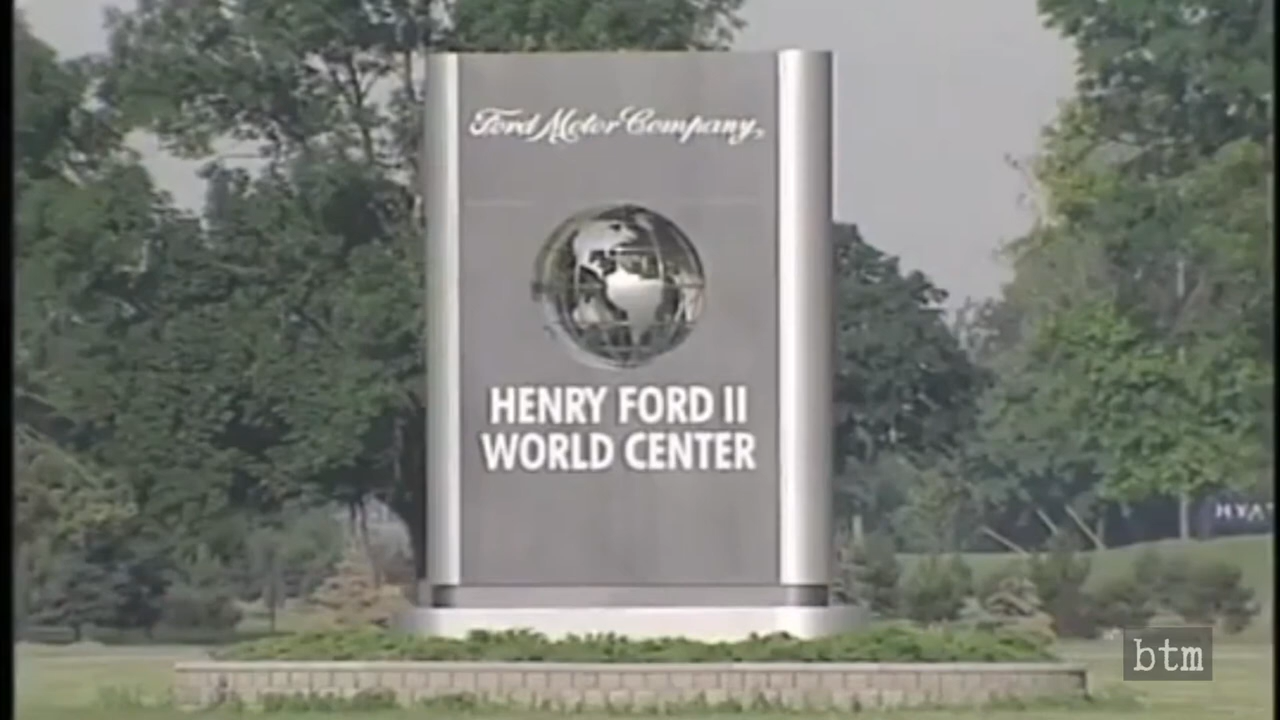 Ford Motor Company,
HENRY FORD II
WORLD CENTER
HYAT
btm